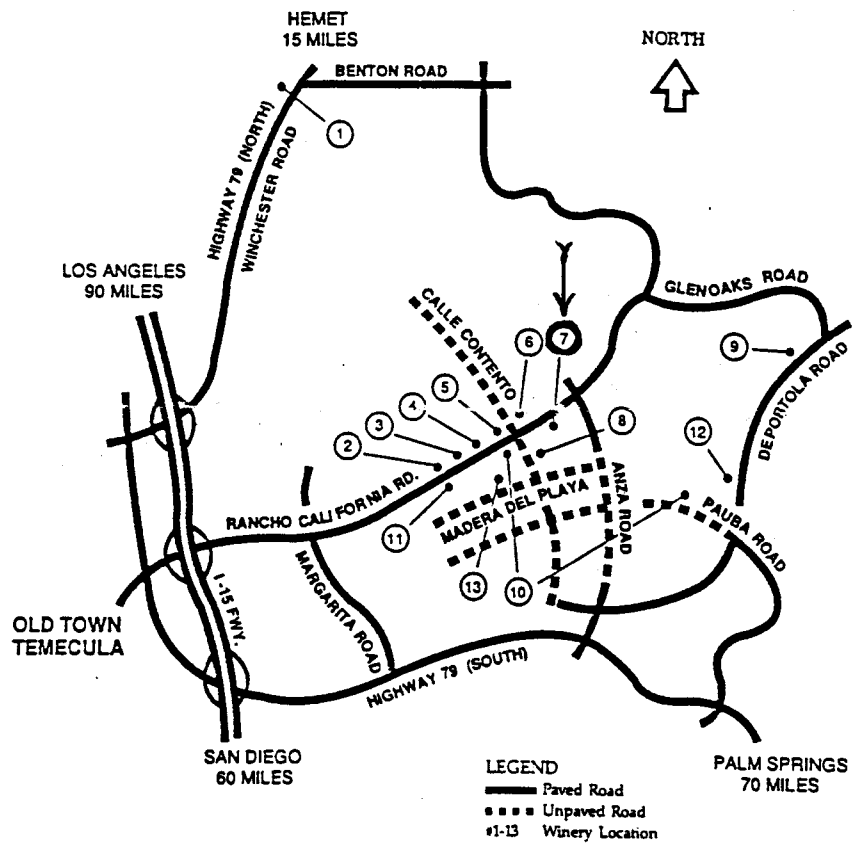 HEMET
15 MILES
NORTH
BENTON ROAD
1
HIGHWAY 79 (NORTH)
WINCHESTER ROAD
LOS ANGELES
90 MILES
GLENOAKS ROAD
CALLE CONTENTO
6
7
9
DEPORTOLA ROAD
5
4
3
2
8
12
RANCHO CALIFORNIA RD.
11
MADERA DEL PLAYA
ANZA ROAD
PAUBA ROAD
13
10
MARGARITA ROAD
I-15 FWY.
OLD TOWN
TEMECULA
HIGHWAY 79 (SOUTH)
SAN DIEGO
60 MILES
PALM SPRINGS
70 MILES
LEGEND
Paved Road
Unpaved Road
#1-13 Winery Location